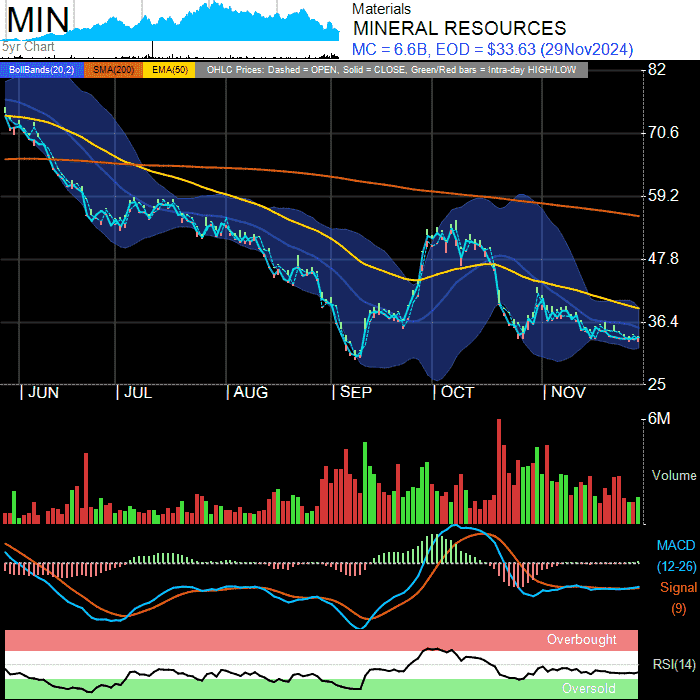 MIN
5yr Chart
Materials
MINERAL RESOURCES
MC = 6.6B, EOD = $33.63 (29Nov2024)
BollBands(20,2) SMA(200) EMA(50) OHLC Prices: Dashed = OPEN, Solid = CLOSE, Green/Red bars = Intra-day HIGH/LOW
82
70.6
59.2
47.8
36.4
25
| JUN | JUL | AUG | SEP | OCT | NOV
6M
Volume
MACD
(12-26)
Signal
(9)
Overbought
RSI(14)
Oversold